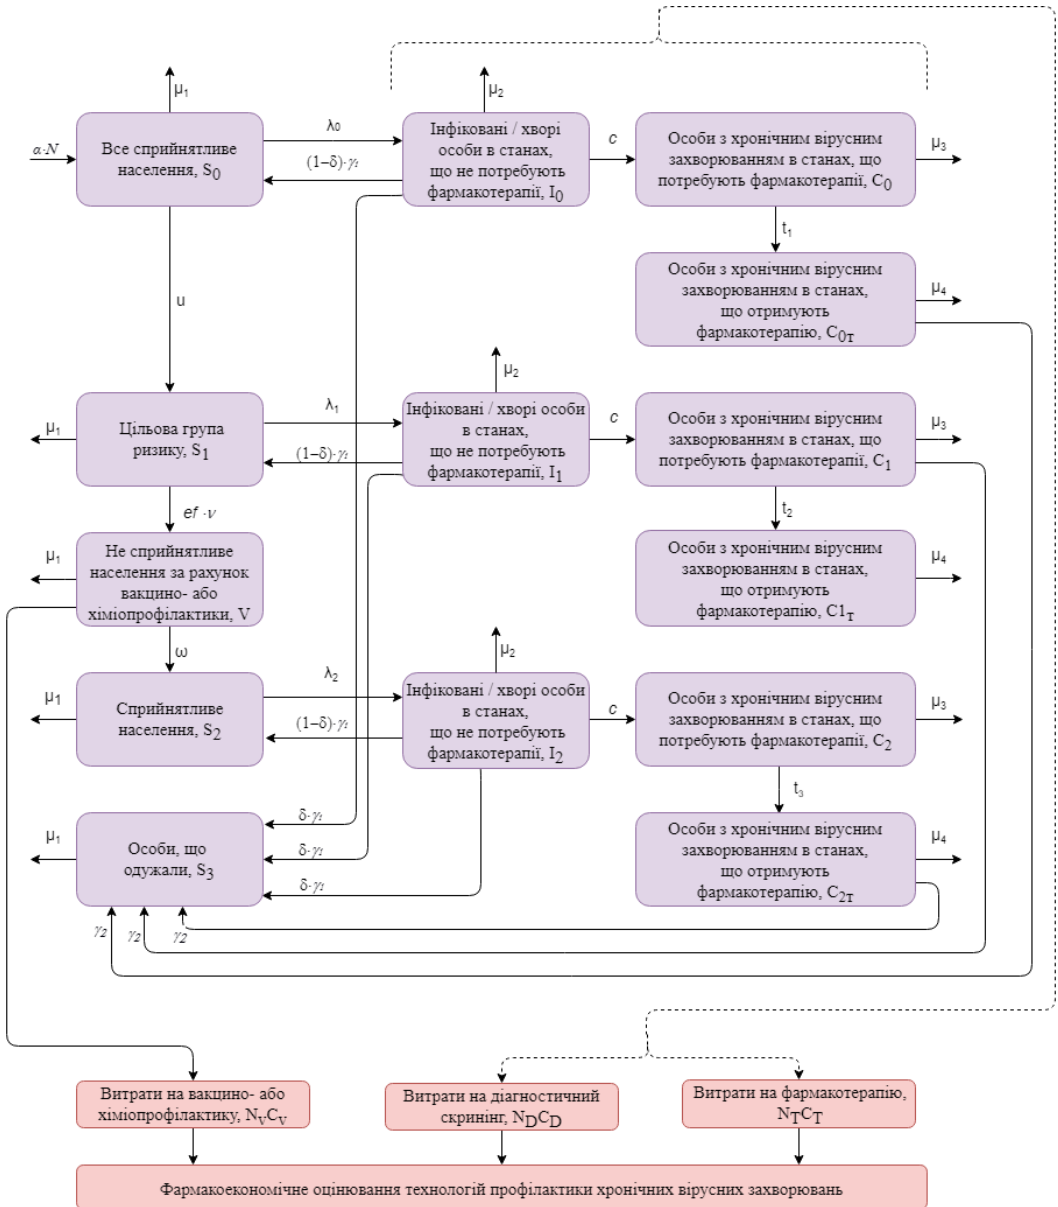 μ₁
μ₂
α·N
Все сприйнятливе
населення, S₀
λ₀
(1–δ)·γ₁
Інфіковані / хворі
особи в станах,
що не потребують
фармакотерапії, I₀
c
Особи з хронічним вірусним
захворюванням в станах, що
потребують фармакотерапії, C₀
μ₃
t₁
u
Особи з хронічним вірусним
захворюванням в станах,
що отримують
фармакотерапію, C₀т
μ₄
μ₂
μ₁
Цільова група
ризику, S₁
λ₁
(1–δ)·γ₁
Інфіковані / хворі особи
в станах,
що не потребують
фармакотерапії, I₁
c
Особи з хронічним вірусним
захворюванням в станах, що
потребують фармакотерапії, C₁
μ₃
ef ·ν
t₂
μ₁
Не сприйнятливе
населення за рахунок
вакцино- або
хіміопрофілактики, V
Особи з хронічним вірусним
захворюванням в станах,
що отримують
фармакотерапію, C1т
μ₄
ω
μ₂
μ₁
Сприйнятливе
населення, S₂
λ₂
(1–δ)·γ₁
Інфіковані / хворі особи
в станах,
що не потребують
фармакотерапії, I₂
c
Особи з хронічним вірусним
захворюванням в станах, що
потребують фармакотерапії, C₂
μ₃
t₃
μ₁
Особи, що
одужали, S₃
δ·γ₁
δ·γ₁
δ·γ₁
Особи з хронічним вірусним
захворюванням в станах,
що отримують
фармакотерапію, C₂т
μ₄
γ₂
γ₂
γ₂
Витрати на вакцино- або
хіміопрофілактику, NᵥCᵥ
Витрати на діагностичний
скринінг, N_DC_D
Витрати на фармакотерапію,
N_TC_T
Фармакоекономічне оцінювання технологій профілактики хронічних вірусних захворювань